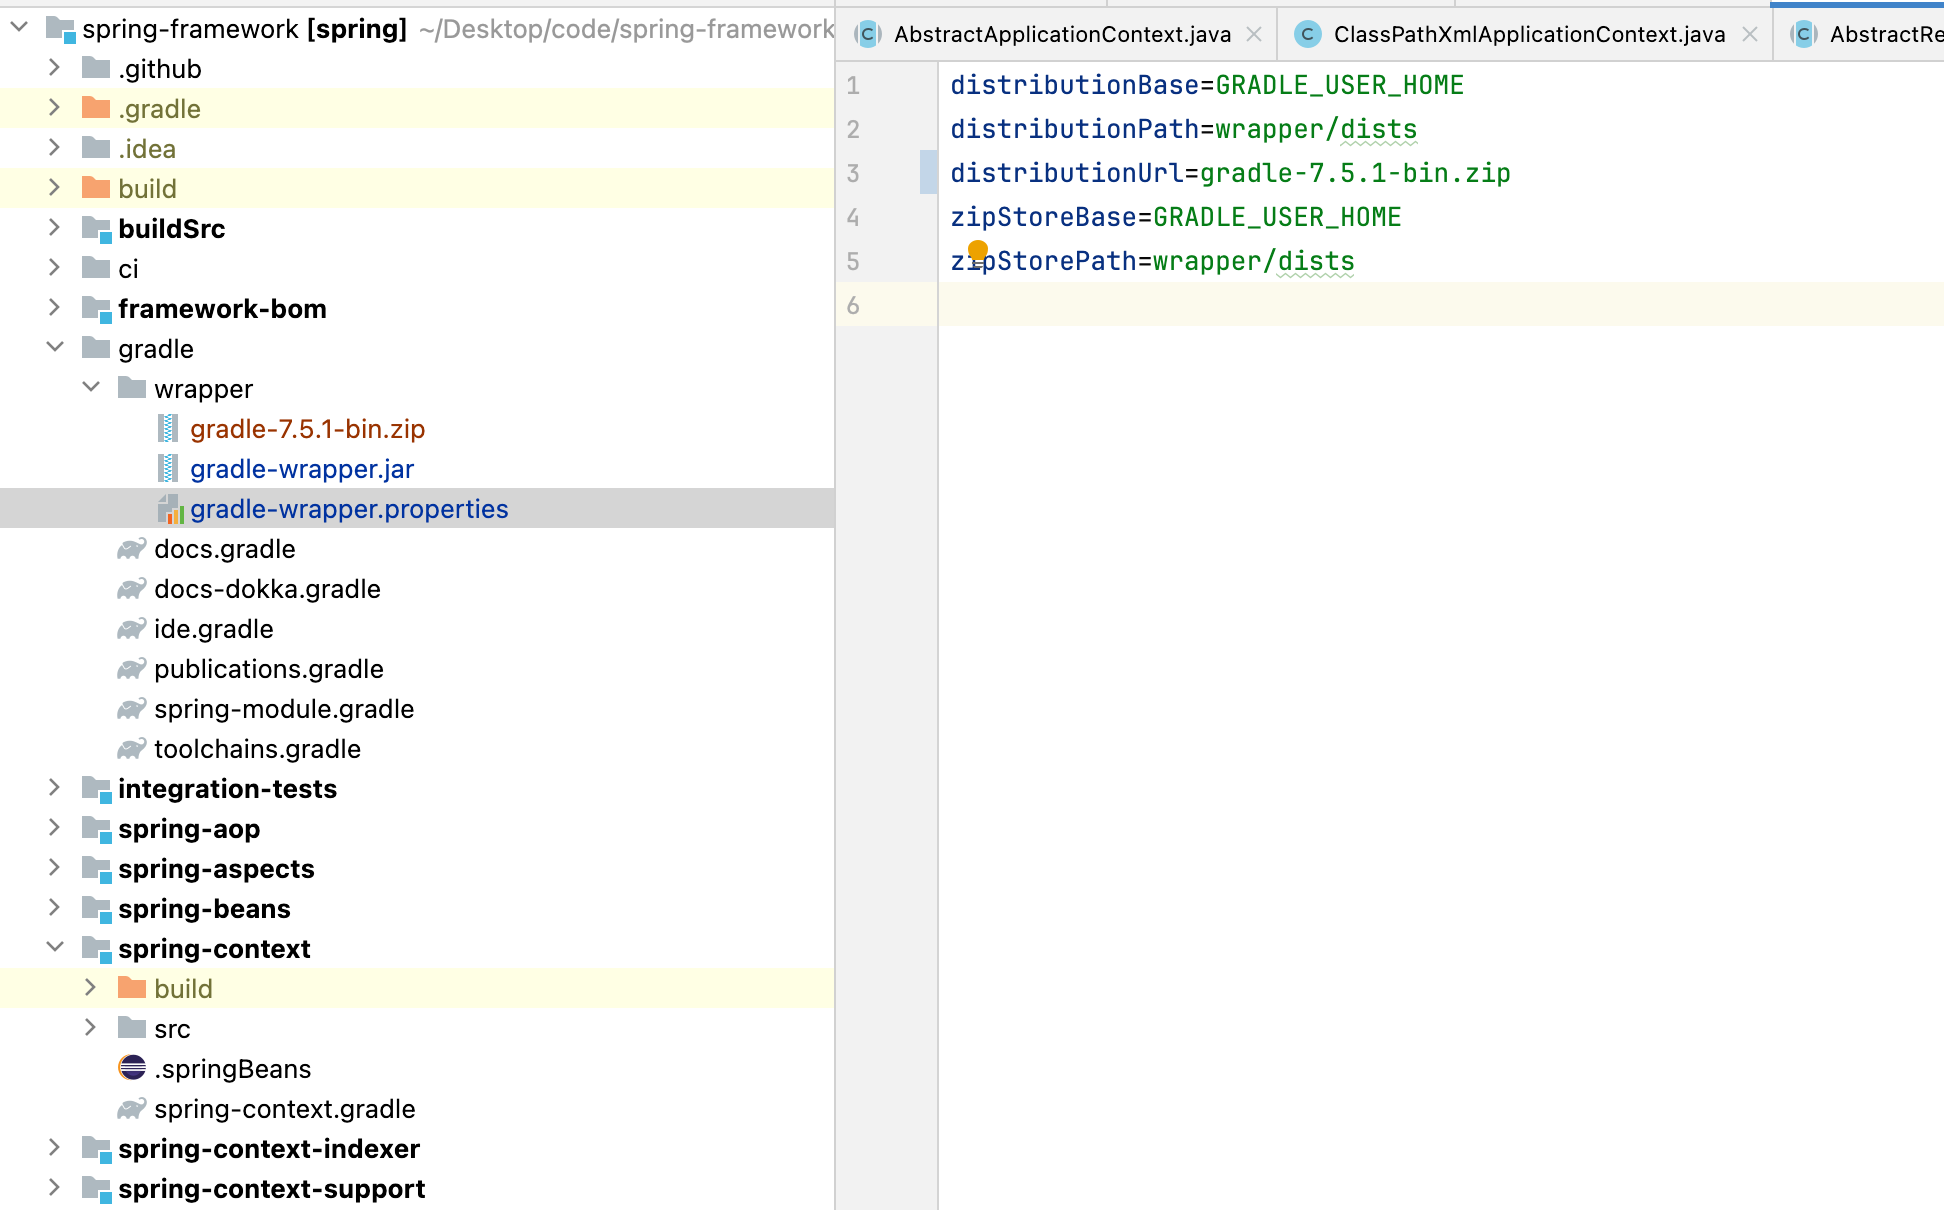 spring-framework [spring] ~/Desktop/code/spring-framework
.github
.gradle
.idea
build
buildSrc
ci
framework-bom
gradle
wrapper
gradle-7.5.1-bin.zip
gradle-wrapper.jar
gradle-wrapper.properties
docs.gradle
docs-dokka.gradle
ide.gradle
publications.gradle
spring-module.gradle
toolchains.gradle
integration-tests
spring-aop
spring-aspects
spring-beans
spring-context
build
src
.springBeans
spring-context.gradle
spring-context-indexer
spring-context-support
C AbstractApplicationContext.java C ClassPathXmlApplicationContext.java C AbstractRe
1 distributionBase=GRADLE_USER_HOME
2 distributionPath=wrapper/dists
3 distributionUrl=gradle-7.5.1-bin.zip
4 zipStoreBase=GRADLE_USER_HOME
5 zipStorePath=wrapper/dists
6